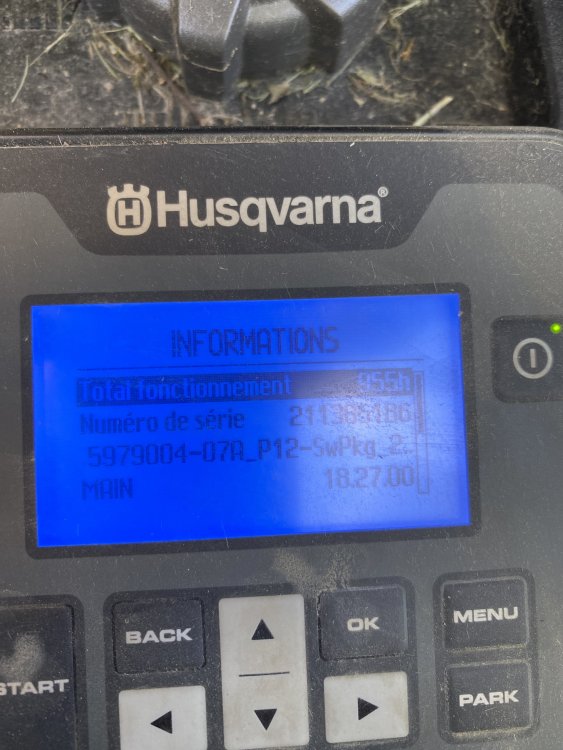 Husqvarna®
INFORMATIONS
Total fonctionnement
Numéro de série
5979004-07A_P12-SwPkg_2..
MAIN 18.27.00
BACK
OK
MENU
START
PARK